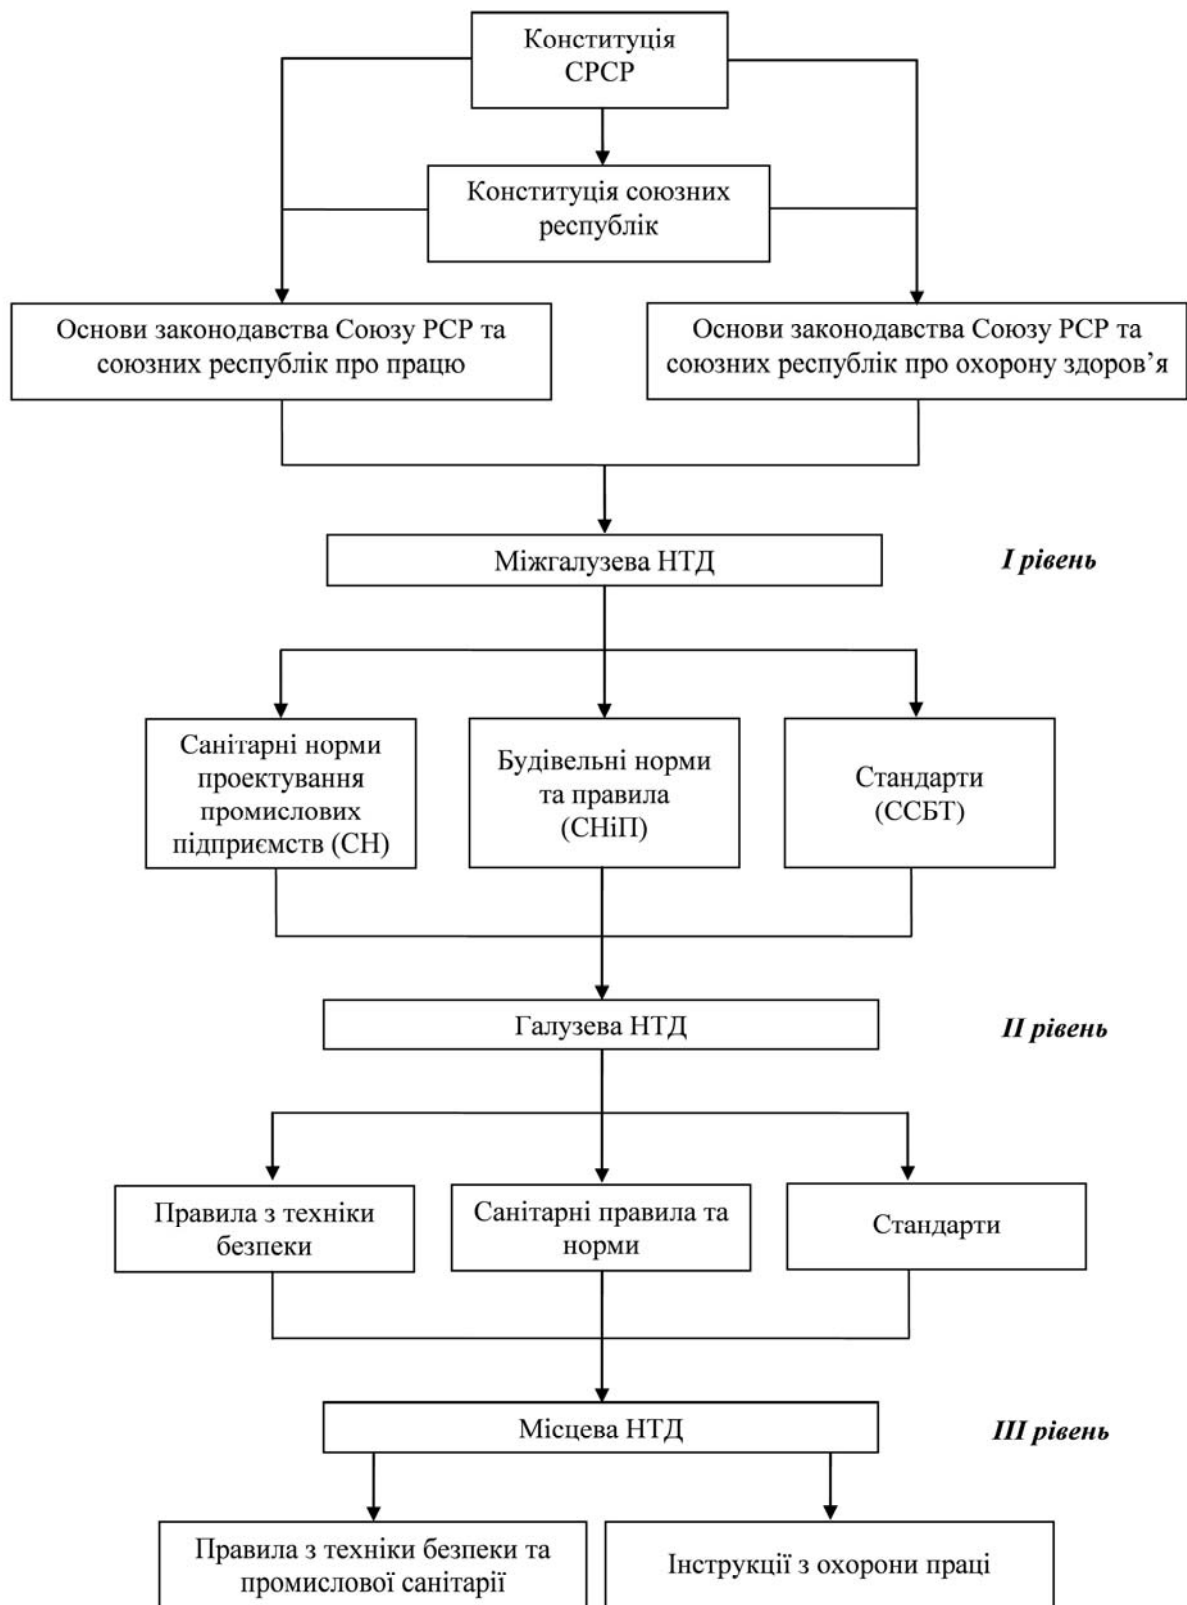 Конституція
СРСР
Конституція союзних
республік
Основи законодавства Союзу РСР та
союзних республік про працю
Основи законодавства Союзу РСР та
союзних республік про охорону здоров’я
Міжгалузева НТД
I рівень
Санітарні норми
проектування
промислових
підприємств (СН)
Будівельні норми
та правила
(СНіП)
Стандарти
(ССБТ)
Галузева НТД
II рівень
Правила з техніки
безпеки
Санітарні правила та
норми
Стандарти
Місцева НТД
III рівень
Правила з техніки безпеки та
промислової санітарії
Інструкції з охорони праці